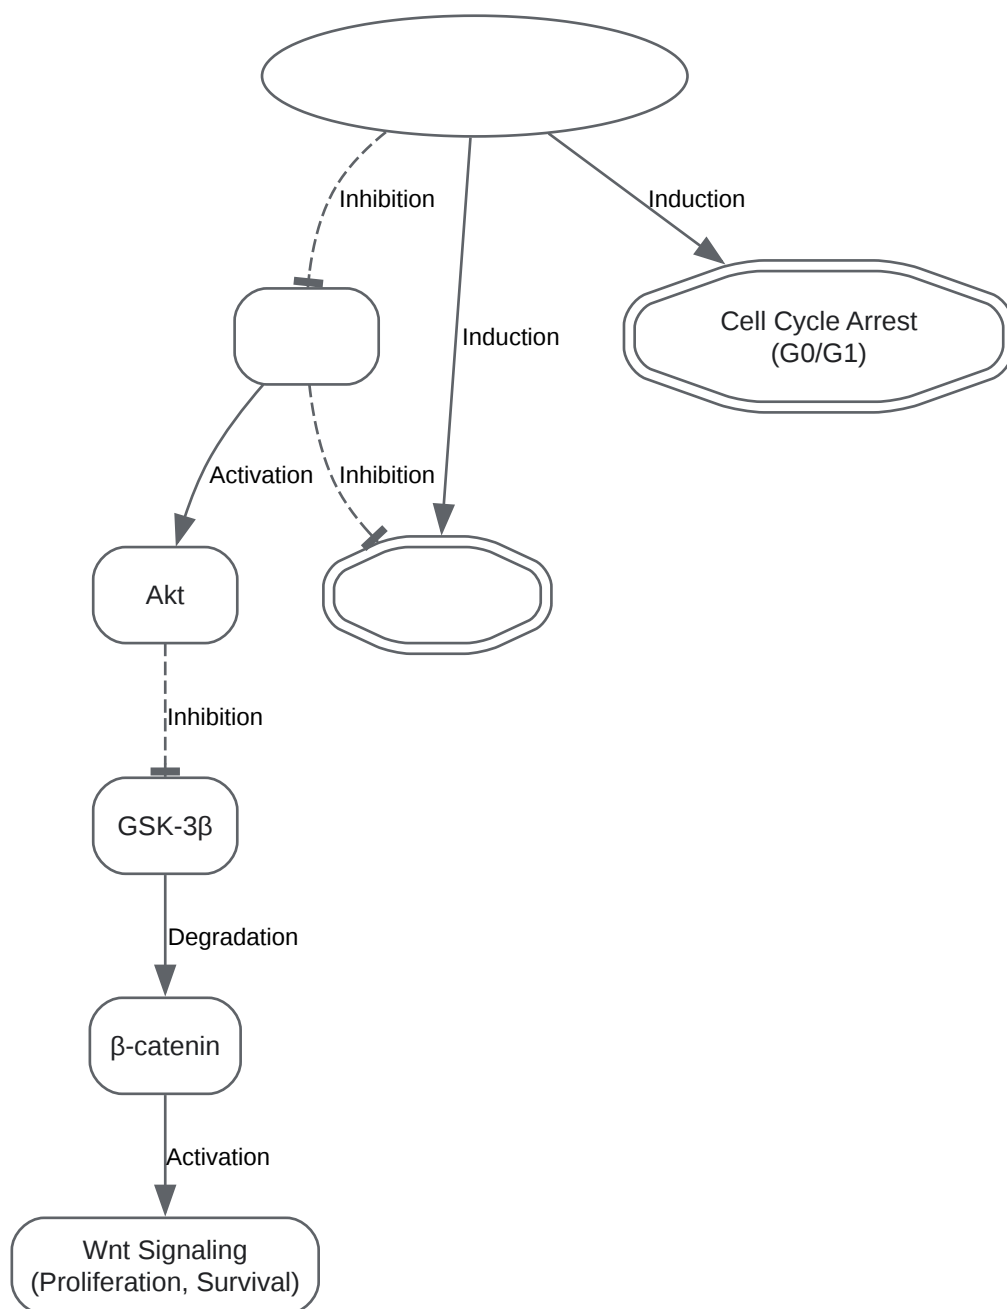 Inhibition
Induction
Induction
Cell Cycle Arrest
(G0/G1)
Activation
Inhibition
Akt
Inhibition
GSK-3β
Degradation
β-catenin
Activation
Wnt Signaling
(Proliferation, Survival)